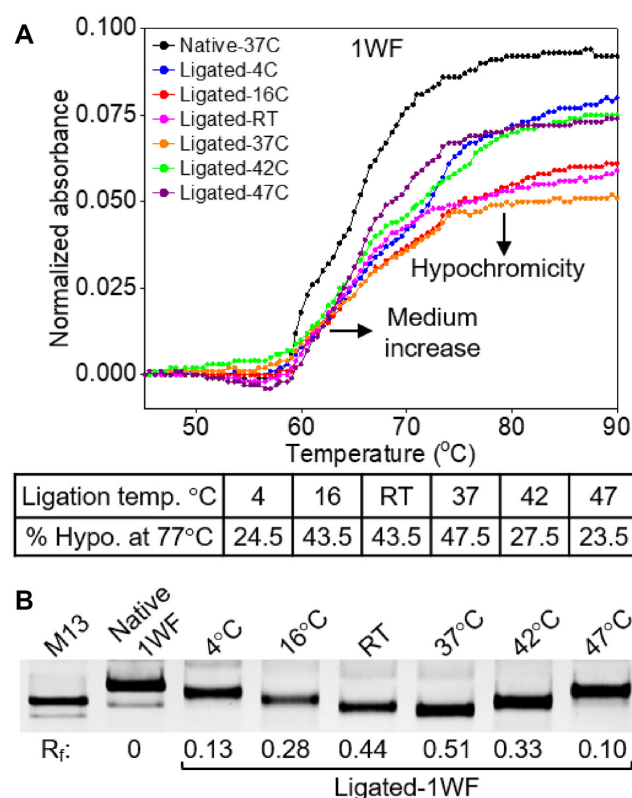 A
0.100
0.075
0.050
0.025
0.000
Normalized absorbance
1WF
Native-37C
Ligated-4C
Ligated-16C
Ligated-RT
Ligated-37C
Ligated-42C
Ligated-47C
Hypochromicity
Medium
increase
50 60 70 80 90
Temperature (°C)
Ligation temp. °C 4 16 RT 37 42 47
% Hypo. at 77°C 24.5 43.5 43.5 47.5 27.5 23.5
B
M13 Native 1WF 4°C 16°C RT 37°C 42°C 47°C
Rf: 0 0.13 0.28 0.44 0.51 0.33 0.10
Ligated-1WF